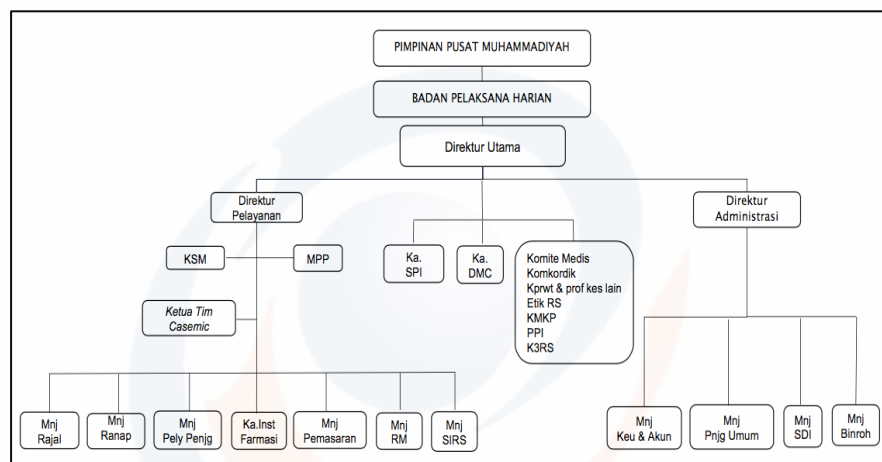 PIMPINAN PUSAT MUHAMMADIYAH
BADAN PELAKSANA HARIAN
Direktur Utama
Direktur
Pelayanan
Direktur
Administrasi
KSM
MPP
Ka.
SPI
Ka.
DMC
Komite Medis
Komkordik
Kprwt & prof kes lain
Etik RS
KMKP
PPI
K3RS
Ketua Tim
Casemic
Mnj
Rajal
Mnj
Ranap
Mnj
Pely Penjg
Ka.Inst
Farmasi
Mnj
Pemasaran
Mnj
RM
Mnj
SIRS
Mnj
Keu & Akun
Mnj
Pnjg Umum
Mnj
SDI
Mnj
Binroh